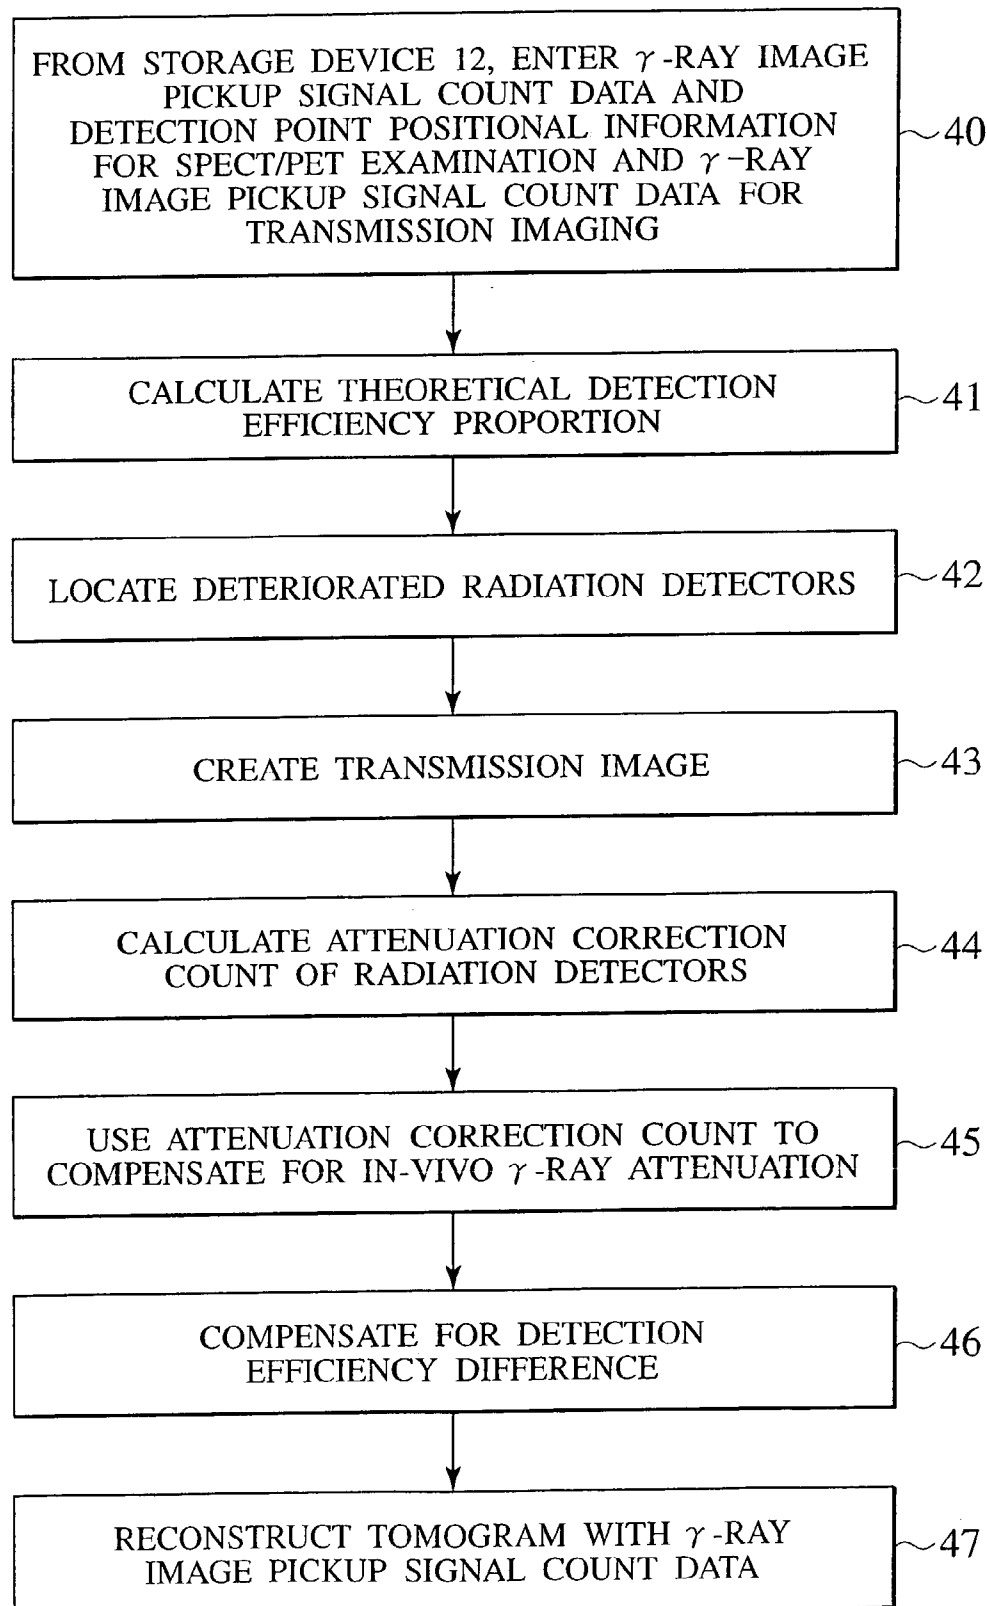 FROM STORAGE DEVICE 12, ENTER γ-RAY IMAGE
PICKUP SIGNAL COUNT DATA AND
DETECTION POINT POSITIONAL INFORMATION
FOR SPECT/PET EXAMINATION AND γ-RAY
IMAGE PICKUP SIGNAL COUNT DATA FOR
TRANSMISSION IMAGING
40
CALCULATE THEORETICAL DETECTION
EFFICIENCY PROPORTION
41
LOCATE DETERIORATED RADIATION DETECTORS
42
CREATE TRANSMISSION IMAGE
43
CALCULATE ATTENUATION CORRECTION
COUNT OF RADIATION DETECTORS
44
USE ATTENUATION CORRECTION COUNT TO
COMPENSATE FOR IN-VIVO γ-RAY ATTENUATION
45
COMPENSATE FOR DETECTION
EFFICIENCY DIFFERENCE
46
RECONSTRUCT TOMOGRAM WITH γ-RAY
IMAGE PICKUP SIGNAL COUNT DATA
47